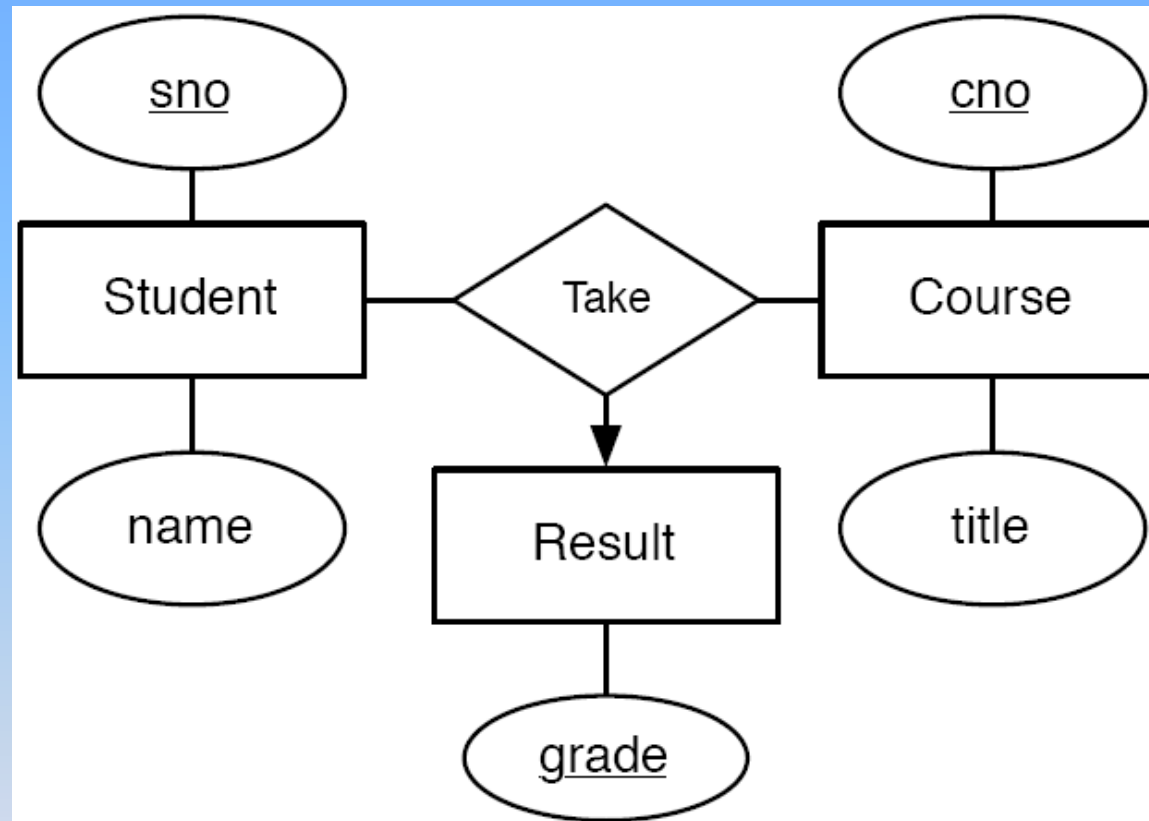 sno
cno
Student
Take
Course
name
Result
title
grade